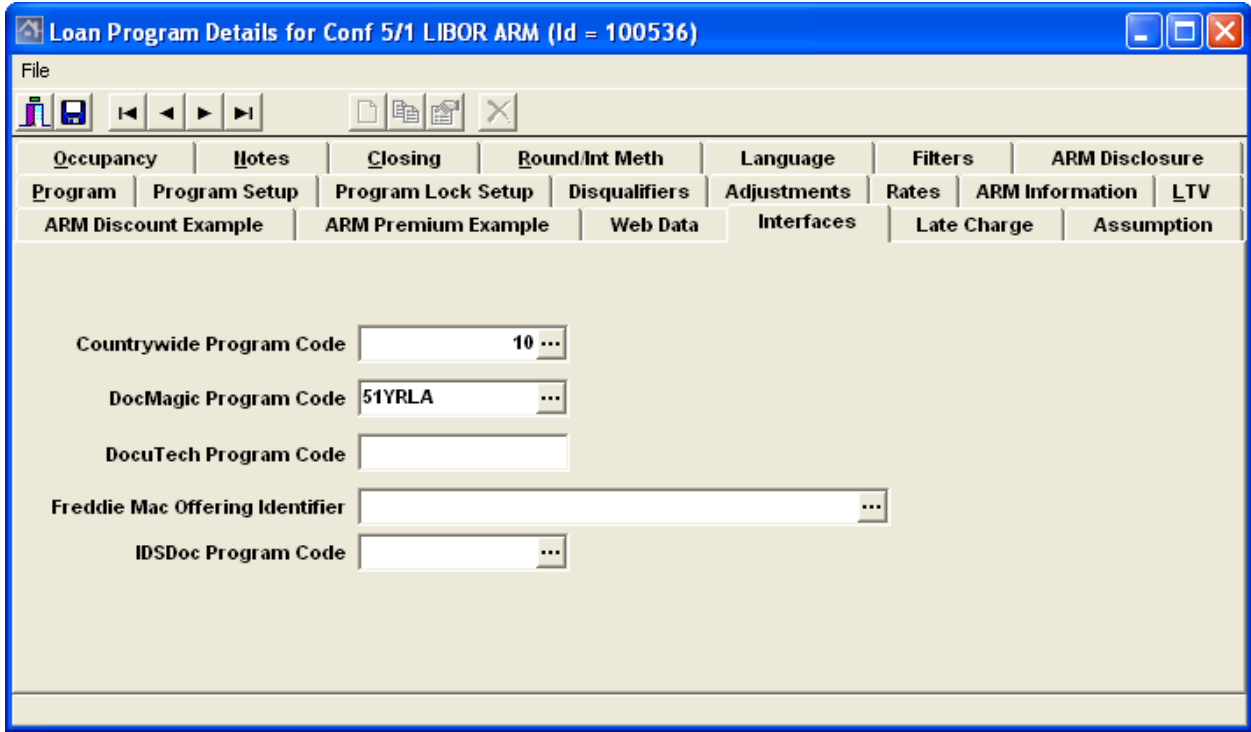 Loan Program Details for Conf 5/1 LIBOR ARM (Id = 100536)
File
Occupancy Notes Closing Round/Int Meth Language Filters ARM Disclosure
Program Program Setup Program Lock Setup Disqualifiers Adjustments Rates ARM Information LTV
ARM Discount Example ARM Premium Example Web Data Interfaces Late Charge Assumption
Countrywide Program Code 10 ...
DocMagic Program Code 51YRLA ...
DocuTech Program Code
Freddie Mac Offering Identifier ...
IDSDoc Program Code ...